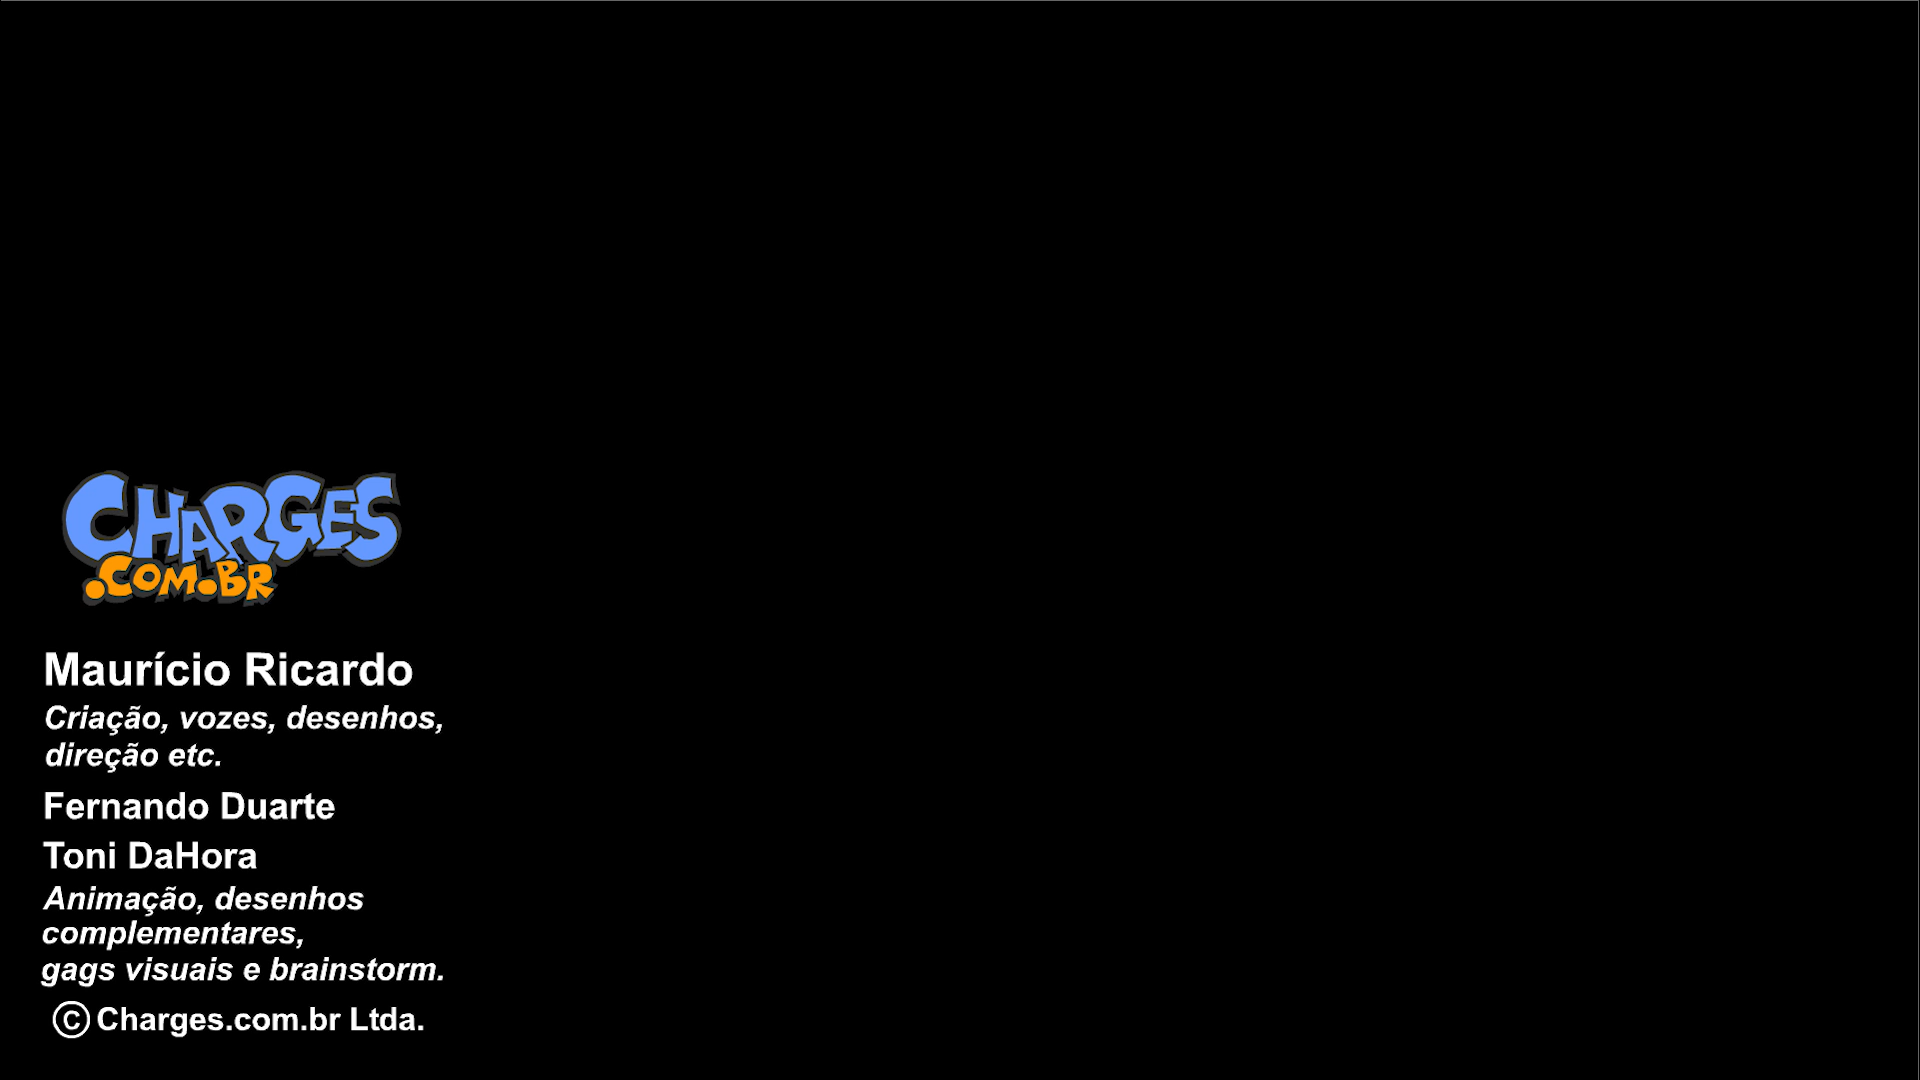 CHARGES
.COM.BR
Maurício Ricardo
Criação, vozes, desenhos,
direção etc.
Fernando Duarte
Toni DaHora
Animação, desenhos
complementares,
gags visuais e brainstorm.
© Charges.com.br Ltda.